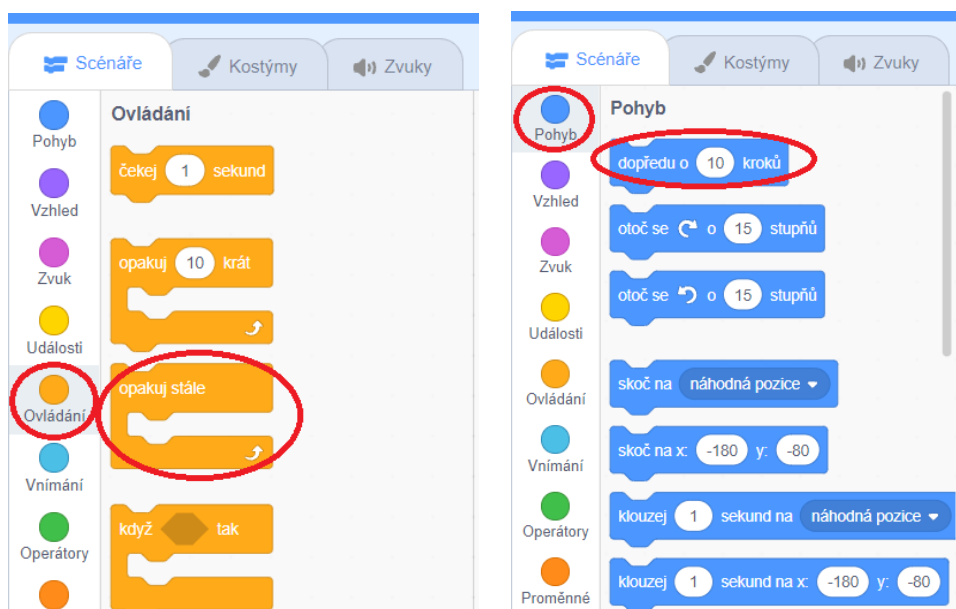 Scénáře Kostýmy Zvuky
Pohyb
Vzhled
Zvuk
Události
Ovládání
Vnímání
Operátory
Ovládání
čekej 1 sekund
opakuj 10 krát
opakuj stále
když tak
Scénáře Kostýmy Zvuky
Pohyb
Vzhled
Zvuk
Události
Ovládání
Vnímání
Operátory
Proměnné
Pohyb
dopředu o 10 kroků
otoč se o 15 stupňů
otoč se o 15 stupňů
skoč na náhodná pozice
skoč na x: -180 y: -80
klouzej 1 sekund na náhodná pozice
klouzej 1 sekund na x: -180 y: -80